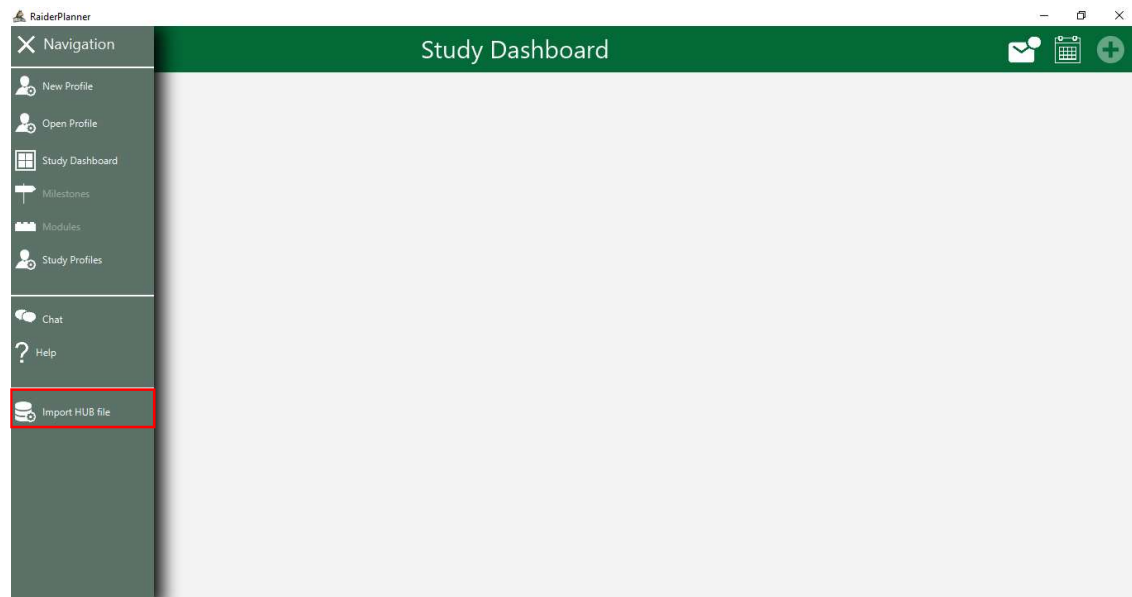 RaiderPlanner
Navigation
Study Dashboard
New Profile
Open Profile
Study Dashboard
Milestones
Modules
Study Profiles
Chat
? Help
Import HUB file